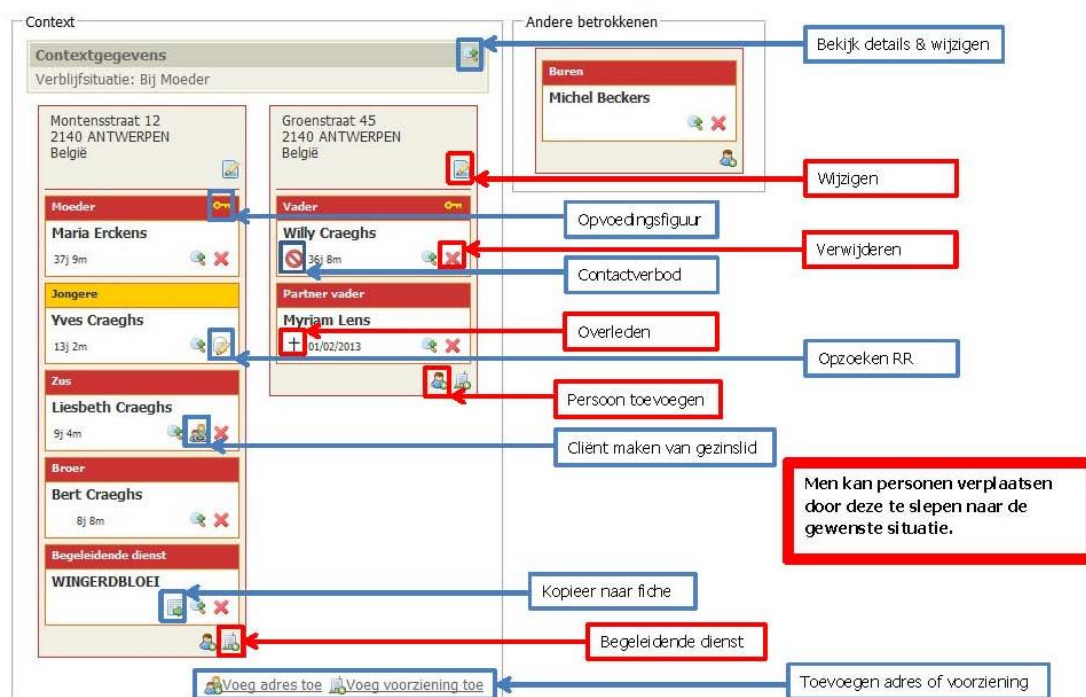 Context
Contextgegevens
Verblijfsituatie: Bij Moeder
Montensstraat 12
2140 ANTWERPEN
België
Moeder
Maria Erckens
37j 9m
Jongere
Yves Craeghs
13j 2m
Zus
Liesbeth Craeghs
9j 4m
Broer
Bert Craeghs
8j 8m
Begeleidende dienst
WINGERDBLOEI
Groenstraat 45
2140 ANTWERPEN
België
Vader
Willy Craeghs
36j 8m
Partner vader
Myriam Lens
01/02/2013
Voeg adres toe Voeg voorziening toe
Andere betrokkenen
Buren
Michel Beckers
Bekijk details & wijzigen
Wijzigen
Opvoedingsfiguur
Verwijderen
Contactverbod
Overleden
Opzoeken RR
Persoon toevoegen
Cliënt maken van gezinslid
Men kan personen verplaatsen
door deze te slepen naar de
gewenste situatie.
Kopieer naar fiche
Begeleidende dienst
Toevoegen adres of voorziening